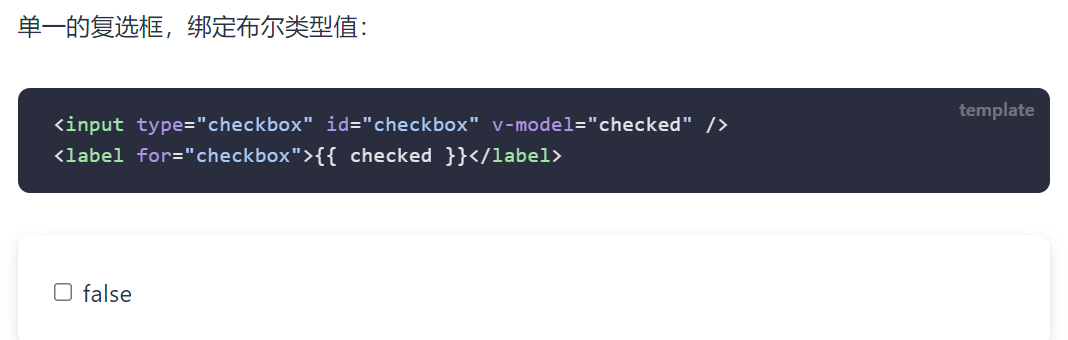 单一的复选框，绑定布尔类型值：
template
<input type="checkbox" id="checkbox" v-model="checked" />
<label for="checkbox">{{ checked }}</label>
false